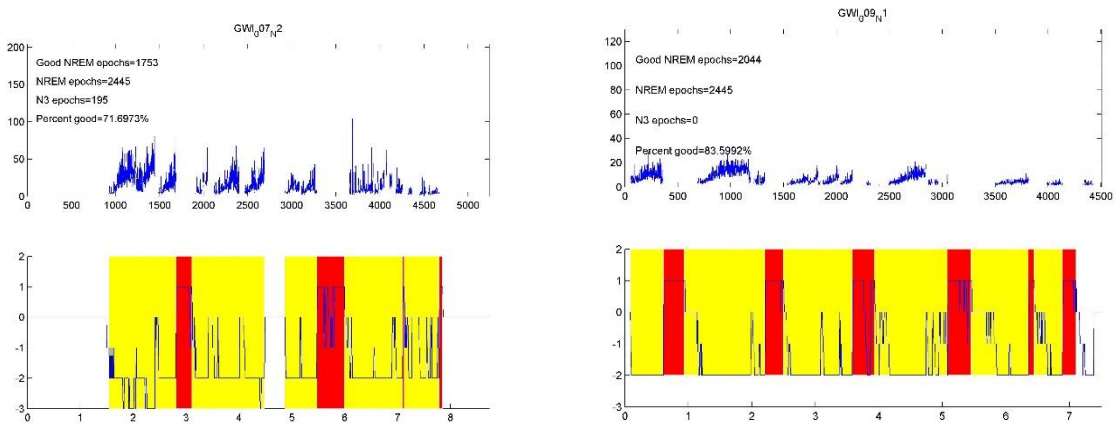 GWI₀07ₙ2
200
150
100
50
0
Good NREM epochs=1753
NREM epochs=2445
N3 epochs=195
Percent good=71.6973%
0 500 1000 1500 2000 2500 3000 3500 4000 4500 5000
2
1
0
-1
-2
-3
0 1 2 3 4 5 6 7 8
GWI₀09ₙ1
120
100
80
60
40
20
0
Good NREM epochs=2044
NREM epochs=2445
N3 epochs=0
Percent good=83.5992%
0 500 1000 1500 2000 2500 3000 3500 4000 4500
2
1
0
-1
-2
-3
0 1 2 3 4 5 6 7